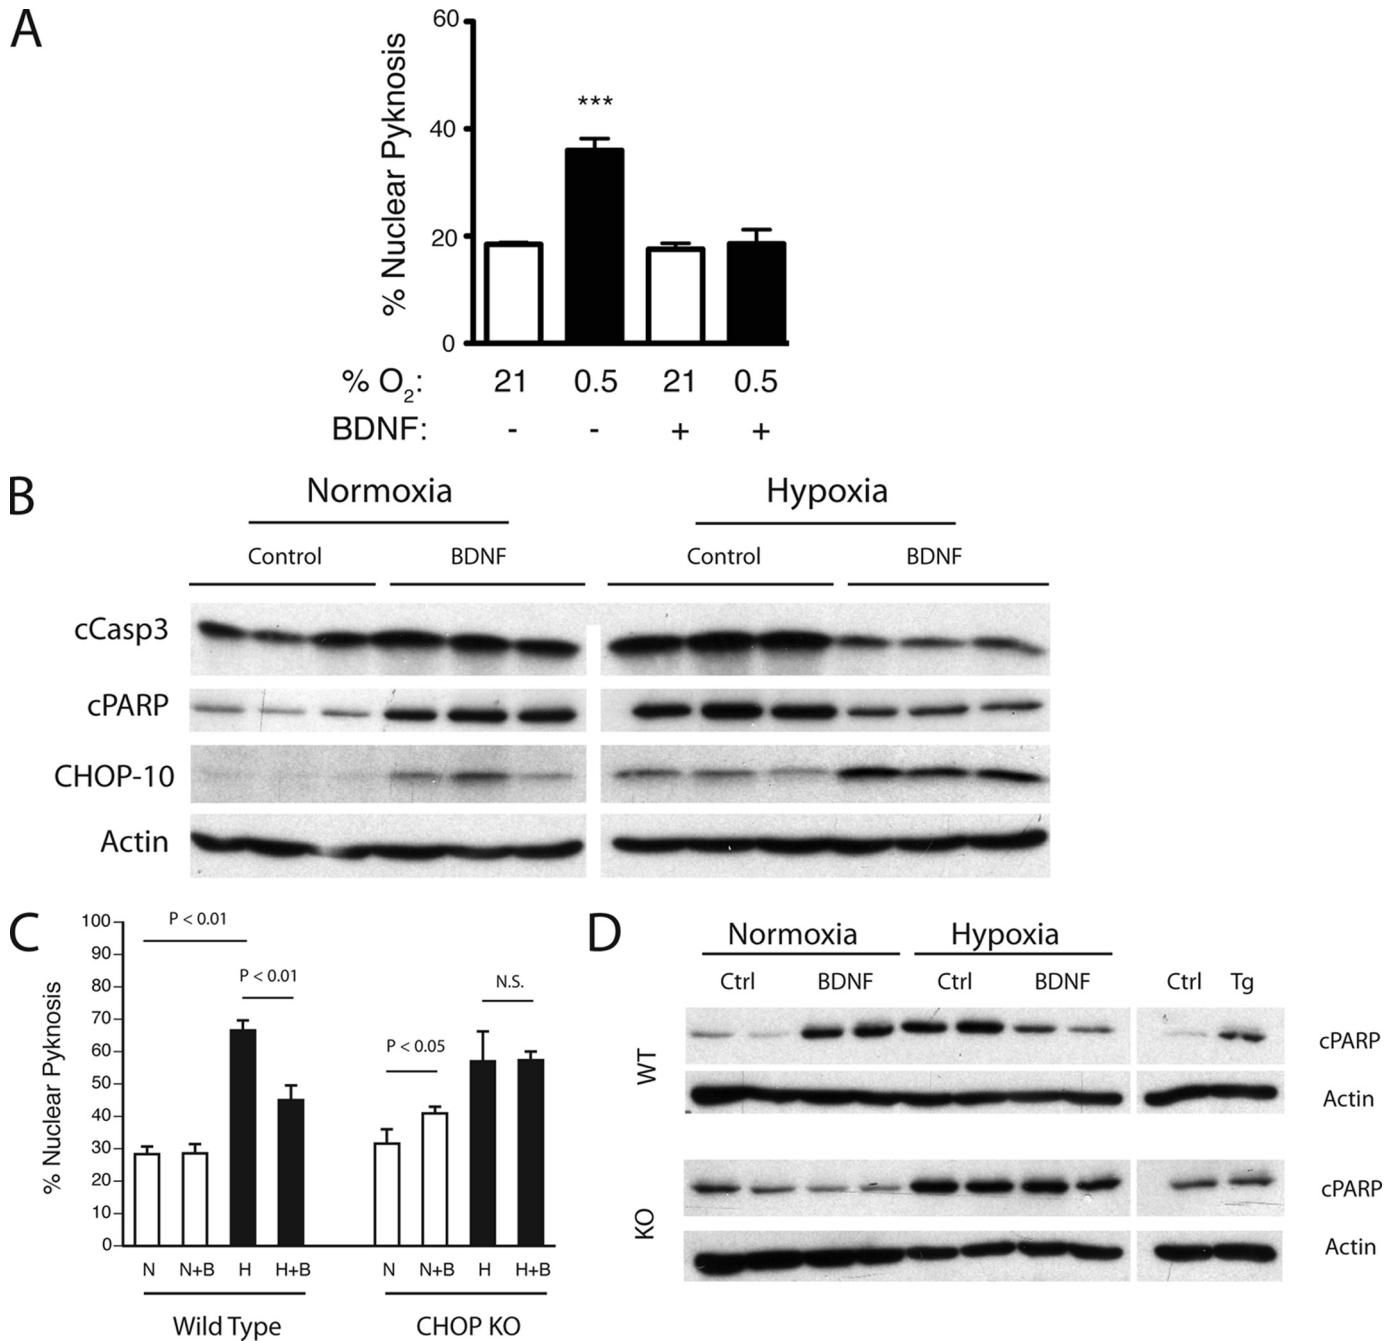 A
% Nuclear Pyknosis
60
40
20
0
***
% O2: 21 0.5 21 0.5
BDNF: - - + +
B
Normoxia Hypoxia
Control BDNF Control BDNF
cCasp3
cPARP
CHOP-10
Actin
C
% Nuclear Pyknosis
100
90
80
70
60
50
40
30
20
10
0
P < 0.01
P < 0.01
P < 0.05
N.S.
N N+B H H+B N N+B H H+B
Wild Type CHOP KO
D
Normoxia Hypoxia
Ctrl BDNF Ctrl BDNF Ctrl Tg
WT
cPARP
Actin
KO
cPARP
Actin